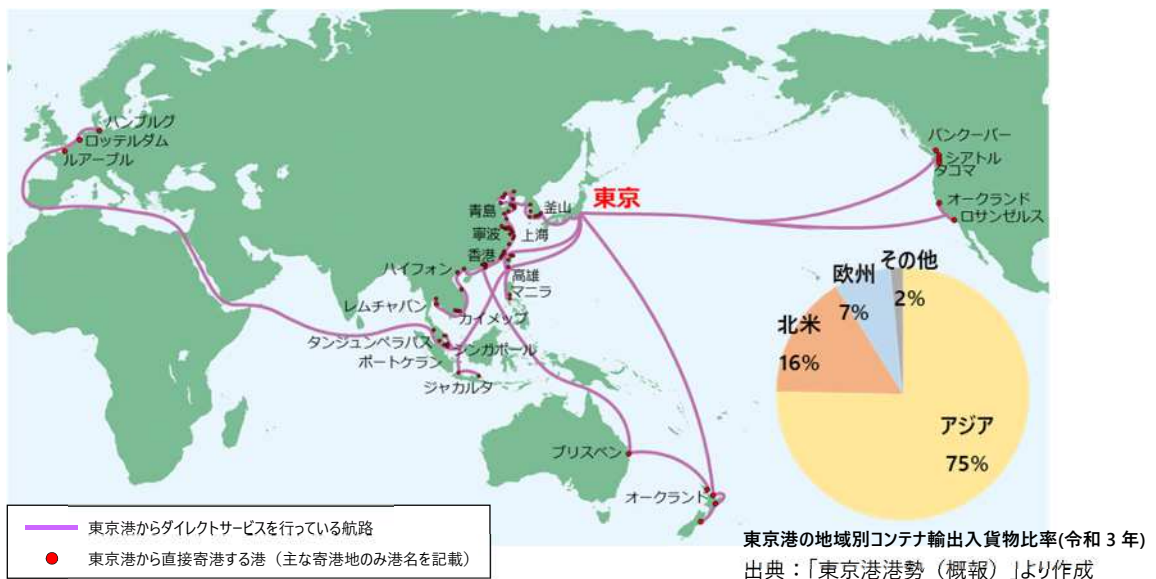 ハンブルグ
ロッテルダム
ルアーブル
バンクーバー
シアトル
タコマ
オークランド
ロサンゼルス
東京
釜山
青島
上海
寧波
香港
ハイフォン
高雄
マニラ
レムチャバン
カイメップ
タンジュンペラパス
シンガポール
ポートケラン
ジャカルタ
ブリスベン
オークランド
その他
2%
欧州
7%
北米
16%
アジア
75%
東京港からダイレクトサービスを行っている航路
東京港から直接寄港する港（主な寄港地のみ港名を記載）
東京港の地域別コンテナ輸出入貨物比率(令和 3 年)
出典：「東京港港勢（概報）」より作成